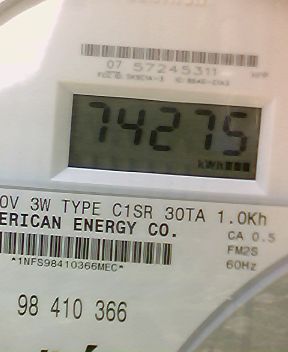 07 57245311
74275
kWh
0V 3W TYPE C1SR 30TA 1.0Kh
ERICAN ENERGY CO.
CA 0.5
FM2S
*1NFS98410366MEC*
60Hz
98 410 366